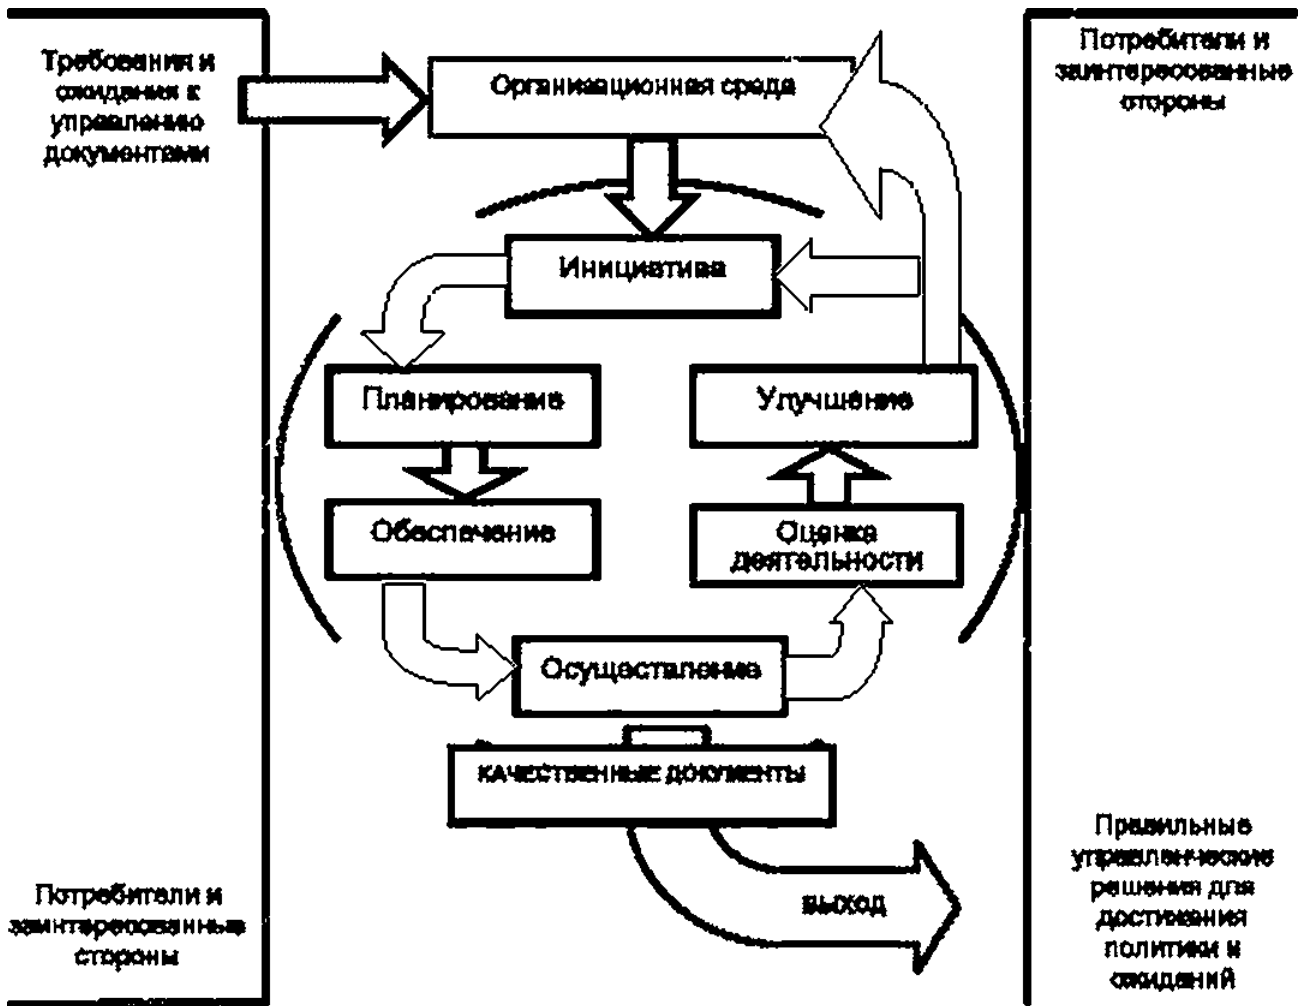 Требования и
ожидания к
управлению
документами
Организационная среда
Потребители и
заинтересованные
стороны
Инициатива
Планирование
Улучшение
Обеспечение
Оценка
деятельности
Осуществление
КАЧЕСТВЕННЫЕ ДОКУМЕНТЫ
ВЫХОД
Потребители и
заинтересованные
стороны
Правильные
управленческие
решения для
достижения
политики и
ожиданий